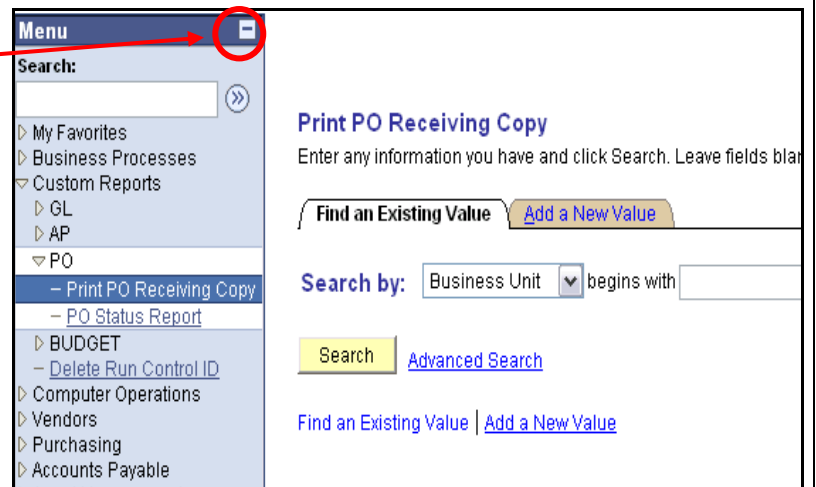 Menu
Search:
My Favorites
Business Processes
Custom Reports
GL
AP
PO
– Print PO Receiving Copy
– PO Status Report
BUDGET
– Delete Run Control ID
Computer Operations
Vendors
Purchasing
Accounts Payable
Print PO Receiving Copy
Enter any information you have and click Search. Leave fields
Find an Existing Value Add a New Value
Search by: Business Unit begins with
Search Advanced Search
Find an Existing Value | Add a New Value